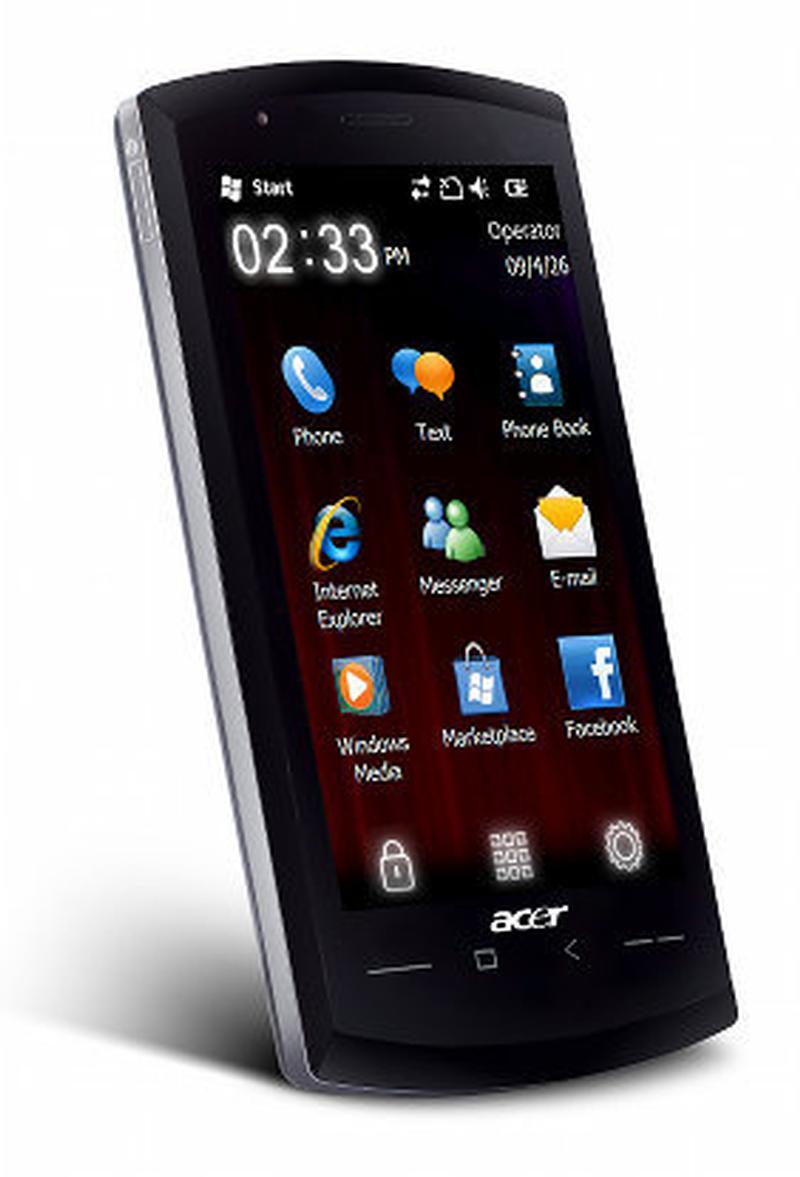 Start
02:33 PM
Operator
09/4/26
Phone
Text
Phone Book
Internet
Explorer
Messenger
E-mail
Windows
Media
Marketplace
Facebook
acer